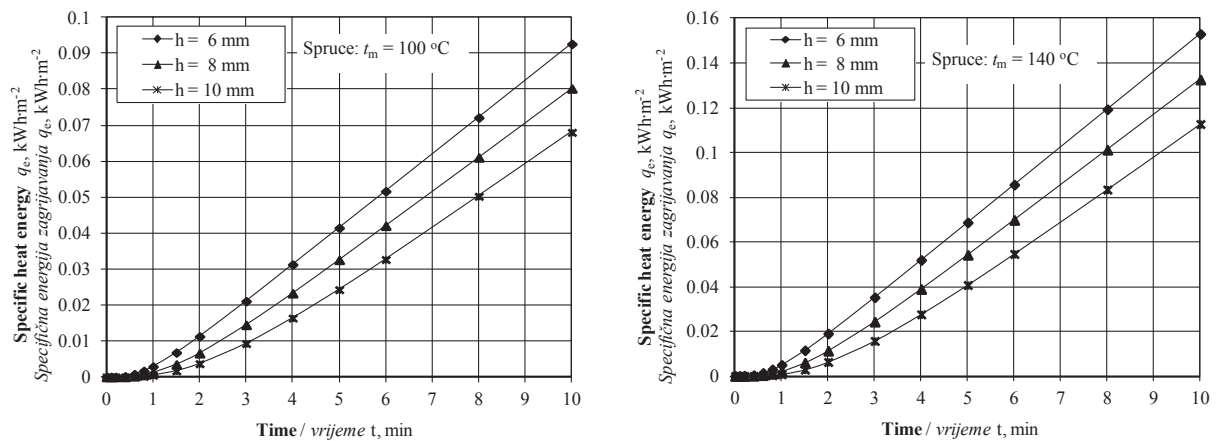 Specific heat energy qₑ, kWh·m⁻²
Specifična energija zagrijavanja qₑ, kWh·m⁻²
0.1
0.09
0.08
0.07
0.06
0.05
0.04
0.03
0.02
0.01
0
h = 6 mm
h = 8 mm
h = 10 mm
Spruce: tₘ = 100 °C
0 1 2 3 4 5 6 7 8 9 10
Time / vrijeme t, min
Specific heat energy qₑ, kWh·m⁻²
Specifična energija zagrijavanja qₑ, kWh·m⁻²
0.16
0.14
0.12
0.1
0.08
0.06
0.04
0.02
0
h = 6 mm
h = 8 mm
h = 10 mm
Spruce: tₘ = 140 °C
0 1 2 3 4 5 6 7 8 9 10
Time / vrijeme t, min